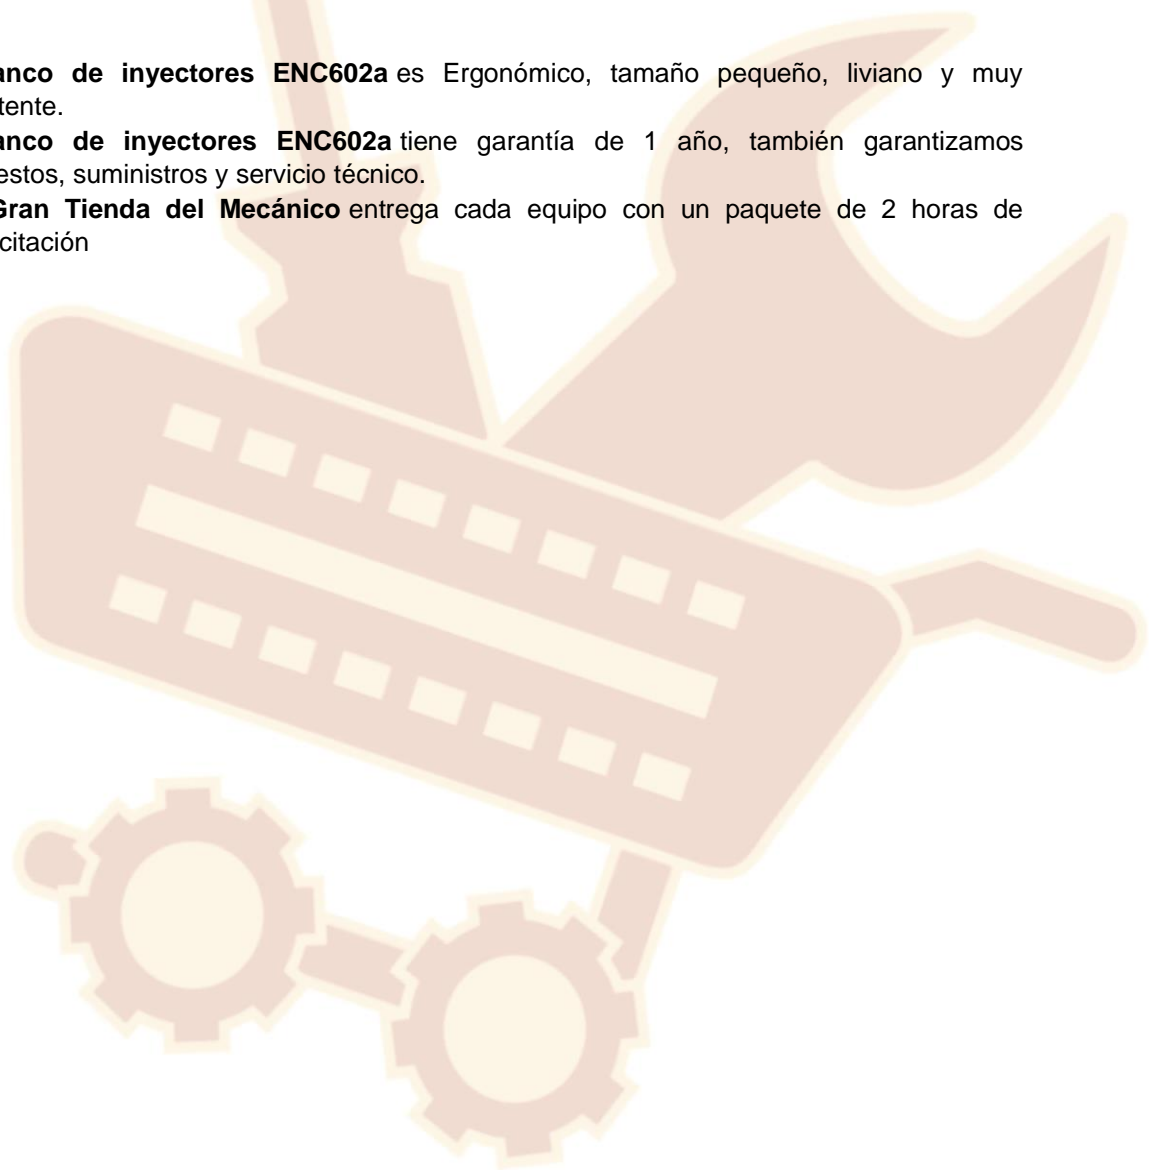 anco de inyectores ENC602a es Ergonómico, tamaño pequeño, liviano y muy
tente.
anco de inyectores ENC602a tiene garantía de 1 año, también garantizamos
estos, suministros y servicio técnico.
Gran Tienda del Mecánico entrega cada equipo con un paquete de 2 horas de
citación